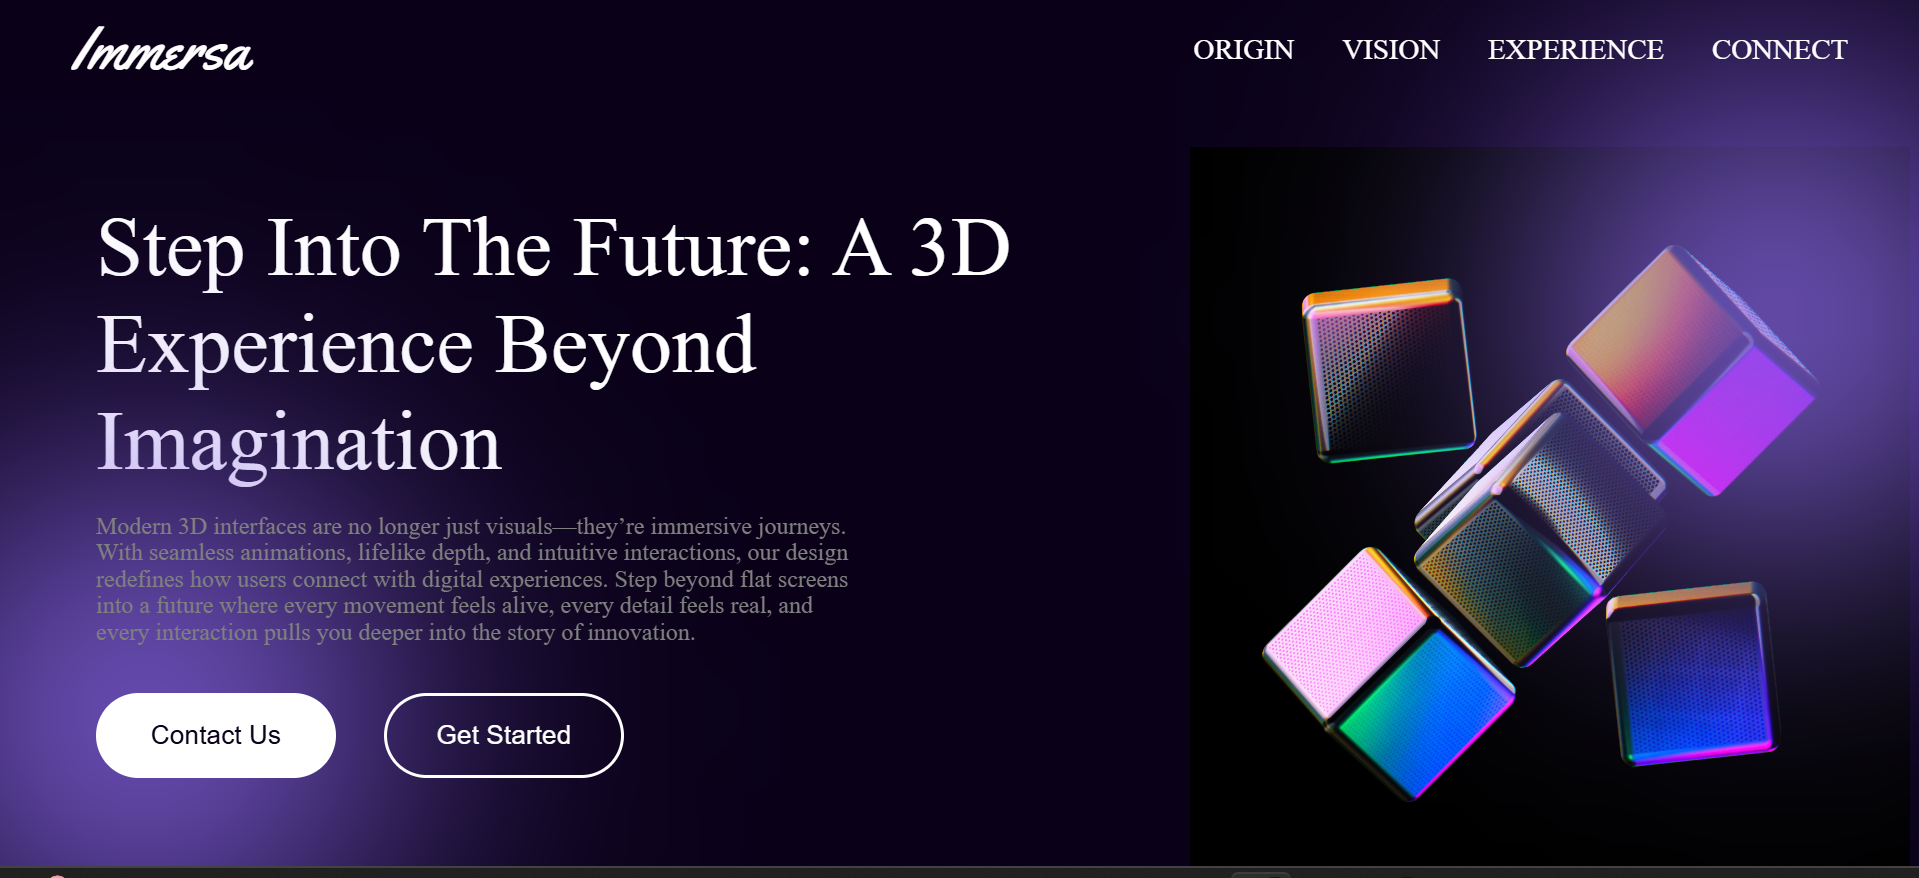 Immersa
ORIGIN VISION EXPERIENCE CONNECT
Step Into The Future: A 3D
Experience Beyond
Imagination
Modern 3D interfaces are no longer just visuals—they’re immersive journeys.
With seamless animations, lifelike depth, and intuitive interactions, our design
redefines how users connect with digital experiences. Step beyond flat screens
into a future where every movement feels alive, every detail feels real, and
every interaction pulls you deeper into the story of innovation.
Contact Us Get Started